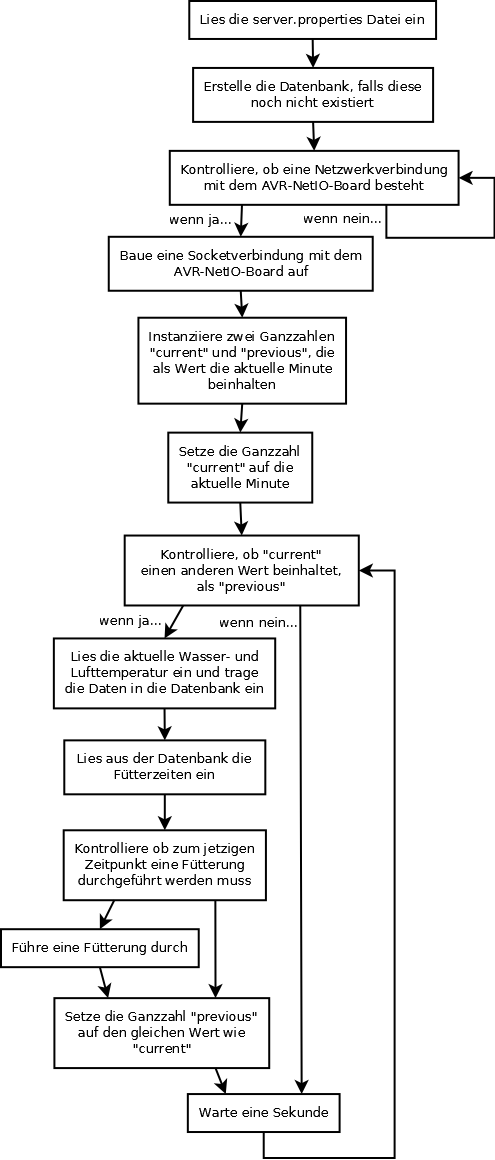 Lies die server.properties Datei ein
Erstelle die Datenbank, falls diese
noch nicht existiert
Kontrolliere, ob eine Netzwerkverbindung
mit dem AVR-NetIO-Board besteht
wenn ja...
wenn nein...
Baue eine Socketverbindung mit dem
AVR-NetIO-Board auf
Instanziiere zwei Ganzzahlen
"current" und "previous", die
als Wert die aktuelle Minute
beinhalten
Setze die Ganzzahl
"current" auf die
aktuelle Minute
Kontrolliere, ob "current"
einen anderen Wert beinhaltet,
als "previous"
wenn ja...
wenn nein...
Lies die aktuelle Wasser- und
Lufttemperatur ein und trage
die Daten in die Datenbank ein
Lies aus der Datenbank die
Fütterzeiten ein
Kontrolliere ob zum jetzigen
Zeitpunkt eine Fütterung
durchgeführt werden muss
Führe eine Fütterung durch
Setze die Ganzzahl "previous"
auf den gleichen Wert wie
"current"
Warte eine Sekunde